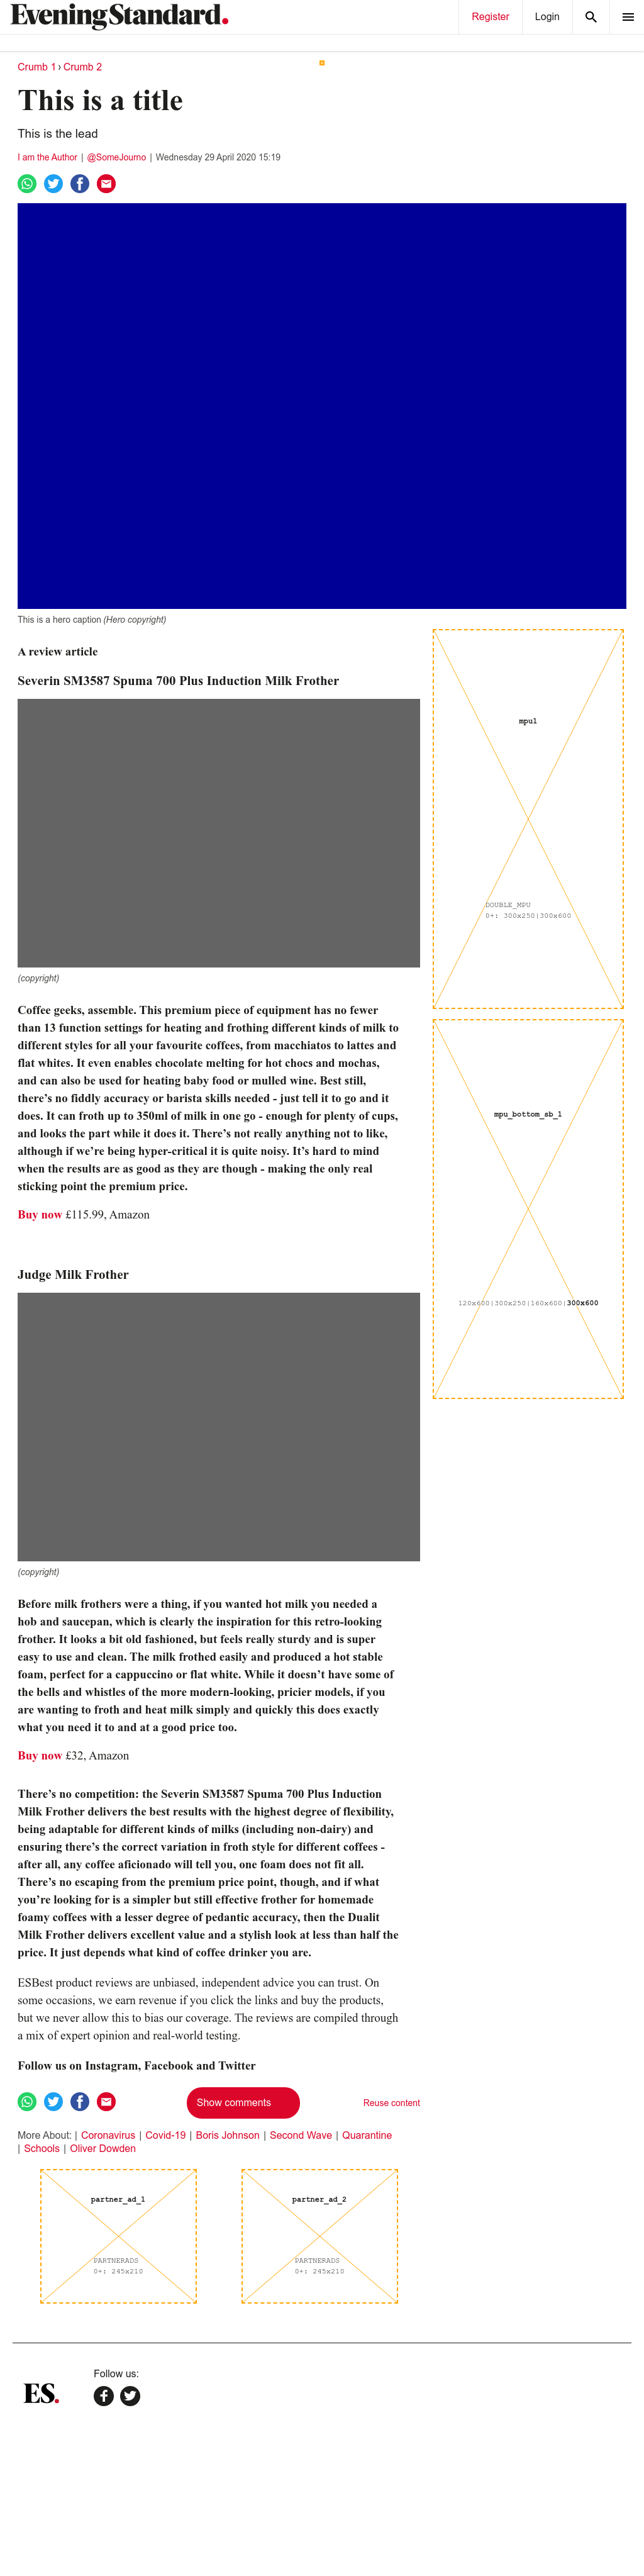 EveningStandard.
Register
Login
Crumb 1 › Crumb 2
This is a title
This is the lead
I am the Author | @SomeJourno | Wednesday 29 April 2020 15:19
This is a hero caption (Hero copyright)
A review article
Severin SM3587 Spuma 700 Plus Induction Milk Frother
(copyright)
Coffee geeks, assemble. This premium piece of equipment has no fewer
than 13 function settings for heating and frothing different kinds of milk to
different styles for all your favourite coffees, from macchiatos to lattes and
flat whites. It even enables chocolate melting for hot chocs and mochas,
and can also be used for heating baby food or mulled wine. Best still,
there’s no fiddly accuracy or barista skills needed - just tell it to go and it
does. It can froth up to 350ml of milk in one go - enough for plenty of cups,
and looks the part while it does it. There’s not really anything not to like,
although if we’re being hyper-critical it is quite noisy. It’s hard to mind
when the results are as good as they are though - making the only real
sticking point the premium price.
Buy now £115.99, Amazon
Judge Milk Frother
(copyright)
Before milk frothers were a thing, if you wanted hot milk you needed a
hob and saucepan, which is clearly the inspiration for this retro-looking
frother. It looks a bit old fashioned, but feels really sturdy and is super
easy to use and clean. The milk frothed easily and produced a hot stable
foam, perfect for a cappuccino or flat white. While it doesn’t have some of
the bells and whistles of the more modern-looking, pricier models, if you
are wanting to froth and heat milk simply and quickly this does exactly
what you need it to and at a good price too.
Buy now £32, Amazon
There’s no competition: the Severin SM3587 Spuma 700 Plus Induction
Milk Frother delivers the best results with the highest degree of flexibility,
being adaptable for different kinds of milks (including non-dairy) and
ensuring there’s the correct variation in froth style for different coffees -
after all, any coffee aficionado will tell you, one foam does not fit all.
There’s no escaping from the premium price point, though, and if what
you’re looking for is a simpler but still effective frother for homemade
foamy coffees with a lesser degree of pedantic accuracy, then the Dualit
Milk Frother delivers excellent value and a stylish look at less than half the
price. It just depends what kind of coffee drinker you are.
ESBest product reviews are unbiased, independent advice you can trust. On
some occasions, we earn revenue if you click the links and buy the products,
but we never allow this to bias our coverage. The reviews are compiled through
a mix of expert opinion and real-world testing.
Follow us on Instagram, Facebook and Twitter
Show comments
Reuse content
More About: | Coronavirus | Covid-19 | Boris Johnson | Second Wave | Quarantine
| Schools | Oliver Dowden
mpu1
DOUBLE_MPU
0+: 300x250|300x600
mpu_bottom_sb_1
120x600|300x250|160x600|300x600
partner_ad_1
PARTNERADS
0+: 245x210
partner_ad_2
PARTNERADS
0+: 245x210
ES.
Follow us: